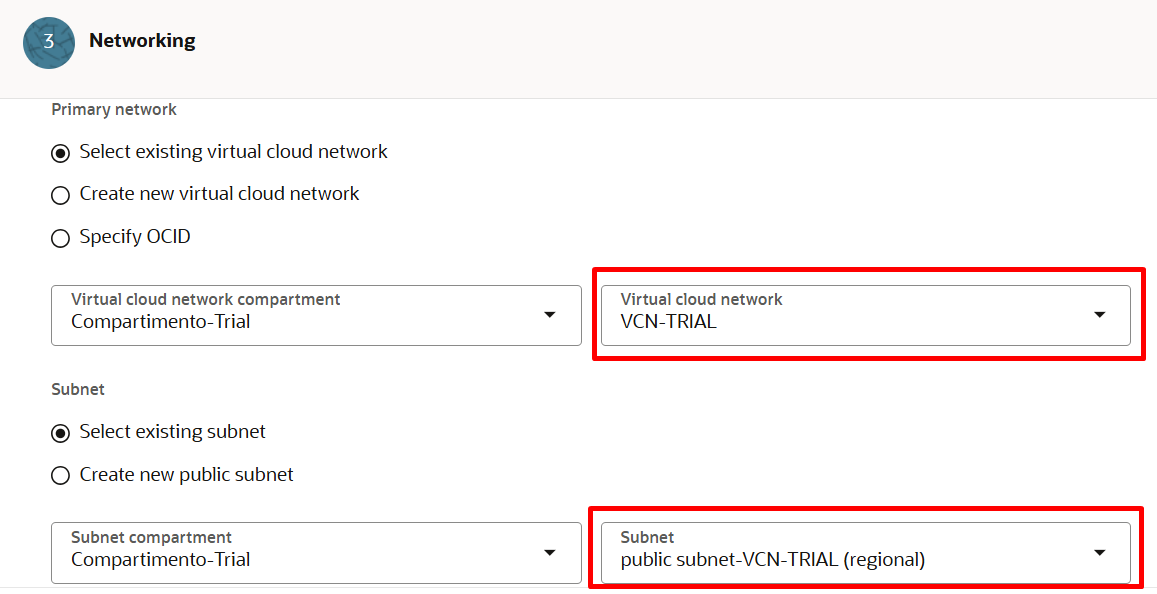 3
Networking
Primary network
Select existing virtual cloud network
Create new virtual cloud network
Specify OCID
Virtual cloud network compartment
Compartimento-Trial
Virtual cloud network
VCN-TRIAL
Subnet
Select existing subnet
Create new public subnet
Subnet compartment
Compartimento-Trial
Subnet
public subnet-VCN-TRIAL (regional)